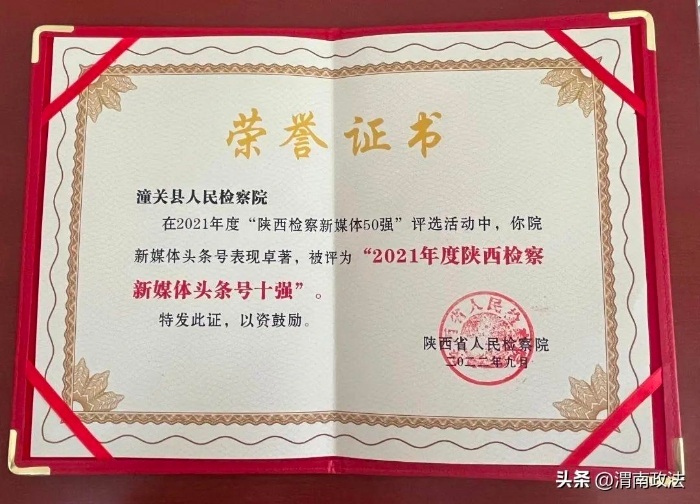 荣誉证书
潼关县人民检察院
在2021年度“陕西检察新媒体50强”评选活动中，你院
新媒体头条号表现卓著，被评为“2021年度陕西检察
新媒体头条号十强”。
特发此证，以资鼓励。
陕西省人民检察院
二〇二二年九月
头条 @渭南政法